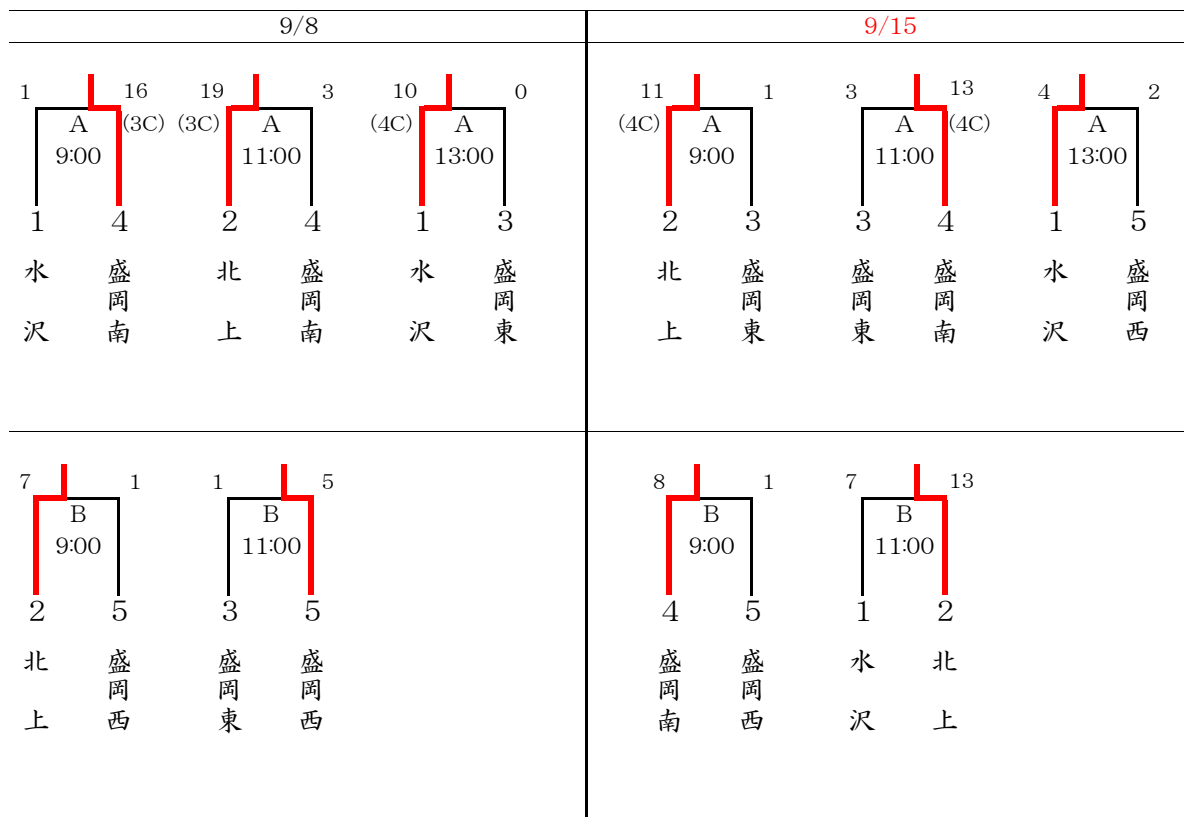 9/8 9/15
1 16 19 3 10 0 11 1 3 13 4 2
A (3C) (3C) A (4C) A (4C) A A (4C) A
9:00 11:00 13:00 9:00 11:00 13:00
1 4 2 4 1 3 2 3 3 4 1 5
水沢 盛岡南 北上 盛岡南 水沢 盛岡東 北上 盛岡東 盛岡東 盛岡南 水沢 盛岡西
7 1 1 5 8 1 7 13
B B B B
9:00 11:00 9:00 11:00
2 5 3 5 4 5 1 2
北上 盛岡西 盛岡東 盛岡西 盛岡南 盛岡西 水沢 北上